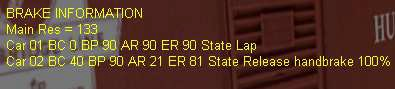 BRAKE INFORMATION
Main Res = 133
Car 01 BC 0 BP 90 AR 90 ER 90 State Lap
Car 02 BC 40 BP 90 AR 21 ER 81 State Release handbrake 100%
HU